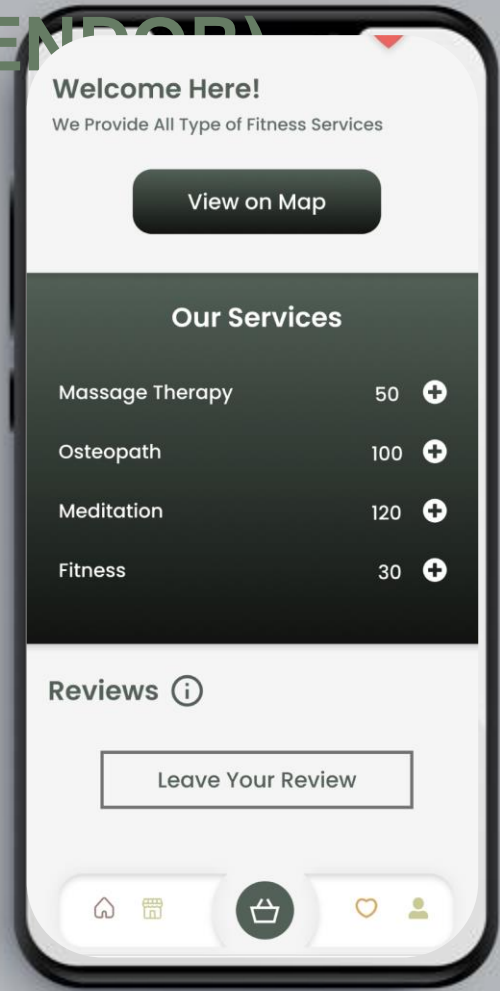 ENDOR)
Welcome Here!
We Provide All Type of Fitness Services
View on Map
Our Services
Massage Therapy 50
Osteopath 100
Meditation 120
Fitness 30
Reviews
Leave Your Review